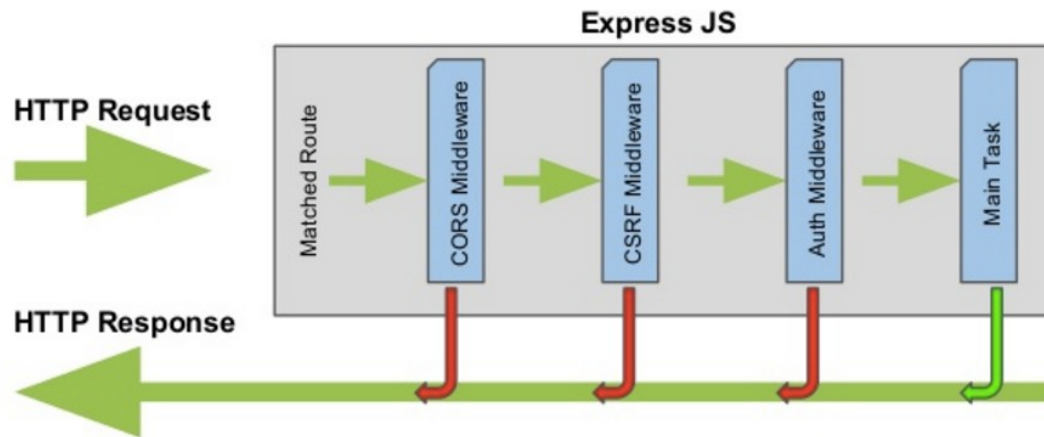 Express JS
HTTP Request
Matched Route
CORS Middleware
CSRF Middleware
Auth Middleware
Main Task
HTTP Response